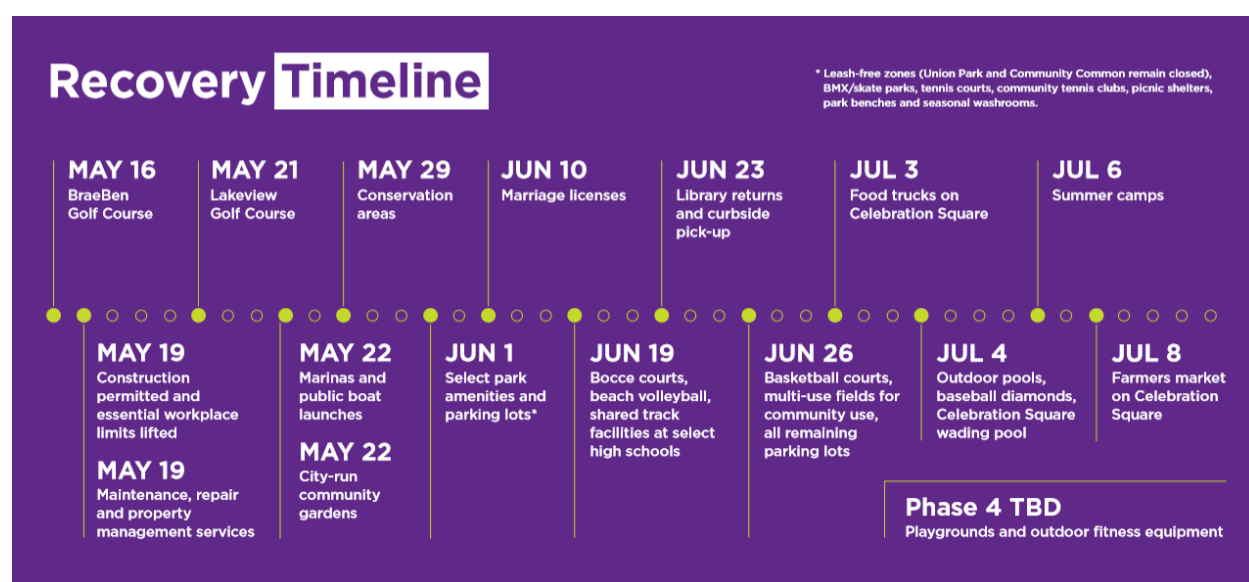 Recovery Timeline
* Leash-free zones (Union Park and Community Common remain closed),
BMX/skate parks, tennis courts, community tennis clubs, picnic shelters,
park benches and seasonal washrooms.
MAY 16
BraeBen
Golf Course
MAY 21
Lakeview
Golf Course
MAY 29
Conservation
areas
JUN 10
Marriage licenses
JUN 23
Library returns
and curbside
pick-up
JUL 3
Food trucks on
Celebration Square
JUL 6
Summer camps
MAY 19
Construction
permitted and
essential workplace
limits lifted
MAY 19
Maintenance, repair
and property
management services
MAY 22
Marinas and
public boat
launches
MAY 22
City-run
community
gardens
JUN 1
Select park
amenities and
parking lots*
JUN 19
Bocce courts,
beach volleyball,
shared track
facilities at select
high schools
JUN 26
Basketball courts,
multi-use fields for
community use,
all remaining
parking lots
JUL 4
Outdoor pools,
baseball diamonds,
Celebration Square
wading pool
JUL 8
Farmers market
on Celebration
Square
Phase 4 TBD
Playgrounds and outdoor fitness equipment